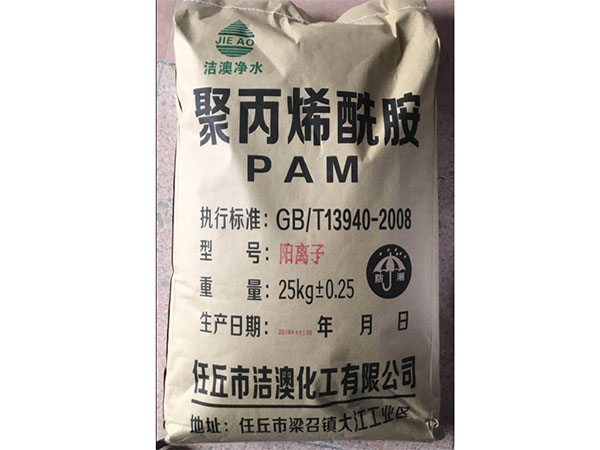 JIE AO
洁澳净水
聚丙烯酰胺
PAM
执行标准：GB/T13940-2008
型 号：阳离子
防 潮
重 量：25kg±0.25
生产日期： 年 月 日
任丘市洁澳化工有限公司
地址：任丘市梁召镇大江工业区